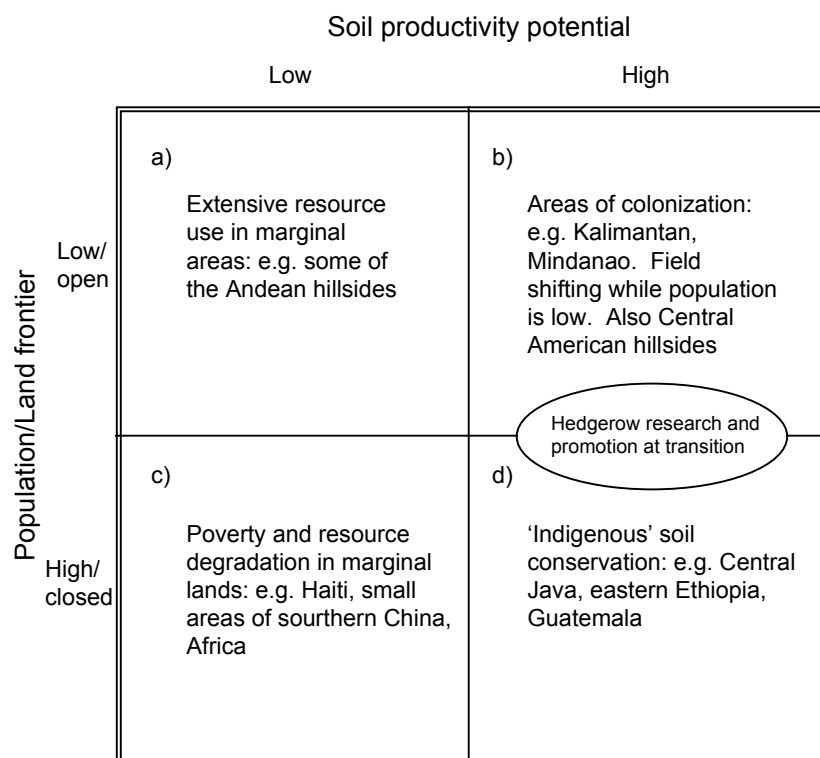 Soil productivity potential
Low
High
Population/Land frontier
Low/
open
a)
Extensive resource
use in marginal
areas: e.g. some of
the Andean hillsides
b)
Areas of colonization:
e.g. Kalimantan,
Mindanao.  Field
shifting while population
is low.  Also Central
American hillsides
Hedgerow research and
promotion at transition
High/
closed
c)
Poverty and resource
degradation in marginal
lands: e.g. Haiti, small
areas of sourthern China,
Africa
d)
‘Indigenous’ soil
conservation: e.g. Central
Java, eastern Ethiopia,
Guatemala